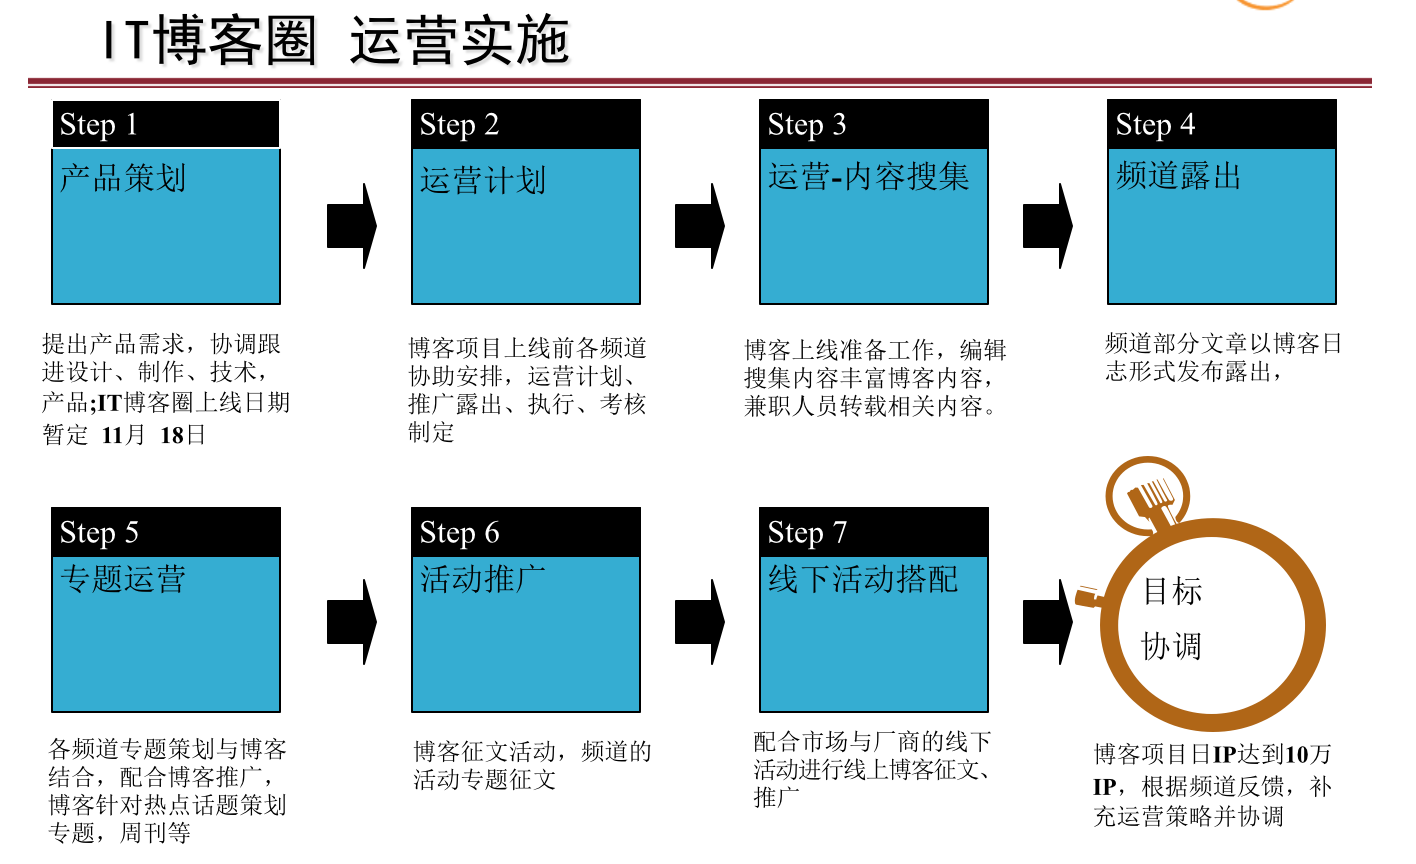 IT博客圈 运营实施
Step 1
产品策划
提出产品需求，协调跟
进设计、制作、技术，
产品;IT博客圈上线日期
暂定 11月 18日
Step 2
运营计划
博客项目上线前各频道
协助安排，运营计划、
推广露出、执行、考核
制定
Step 3
运营-内容搜集
博客上线准备工作，编辑
搜集内容丰富博客内容，
兼职人员转载相关内容。
Step 4
频道露出
频道部分文章以博客日
志形式发布露出，
Step 5
专题运营
各频道专题策划与博客
结合，配合博客推广，
博客针对热点话题策划
专题，周刊等
Step 6
活动推广
博客征文活动，频道的
活动专题征文
Step 7
线下活动搭配
配合市场与厂商的线下
活动进行线上博客征文、
推广
目标
协调
博客项目日IP达到10万
IP，根据频道反馈，补
充运营策略并协调